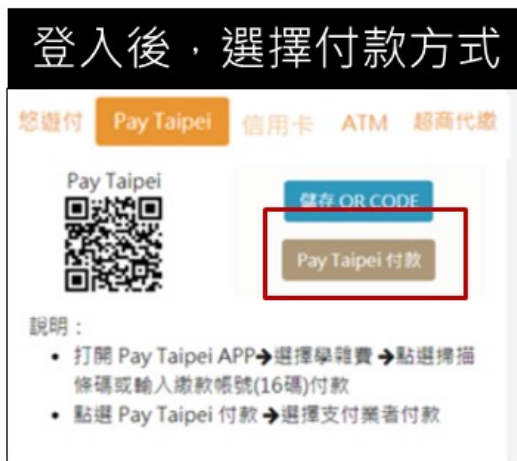 登入後，選擇付款方式
悠遊付 Pay Taipei 信用卡 ATM 超商代繳
Pay Taipei
儲存 QR CODE
Pay Taipei 付款
說明：
• 打開 Pay Taipei APP➔選擇學雜費 ➔點選掃描
條碼或輸入繳款帳號(16碼)付款
• 點選 Pay Taipei 付款 ➔選擇支付業者付款